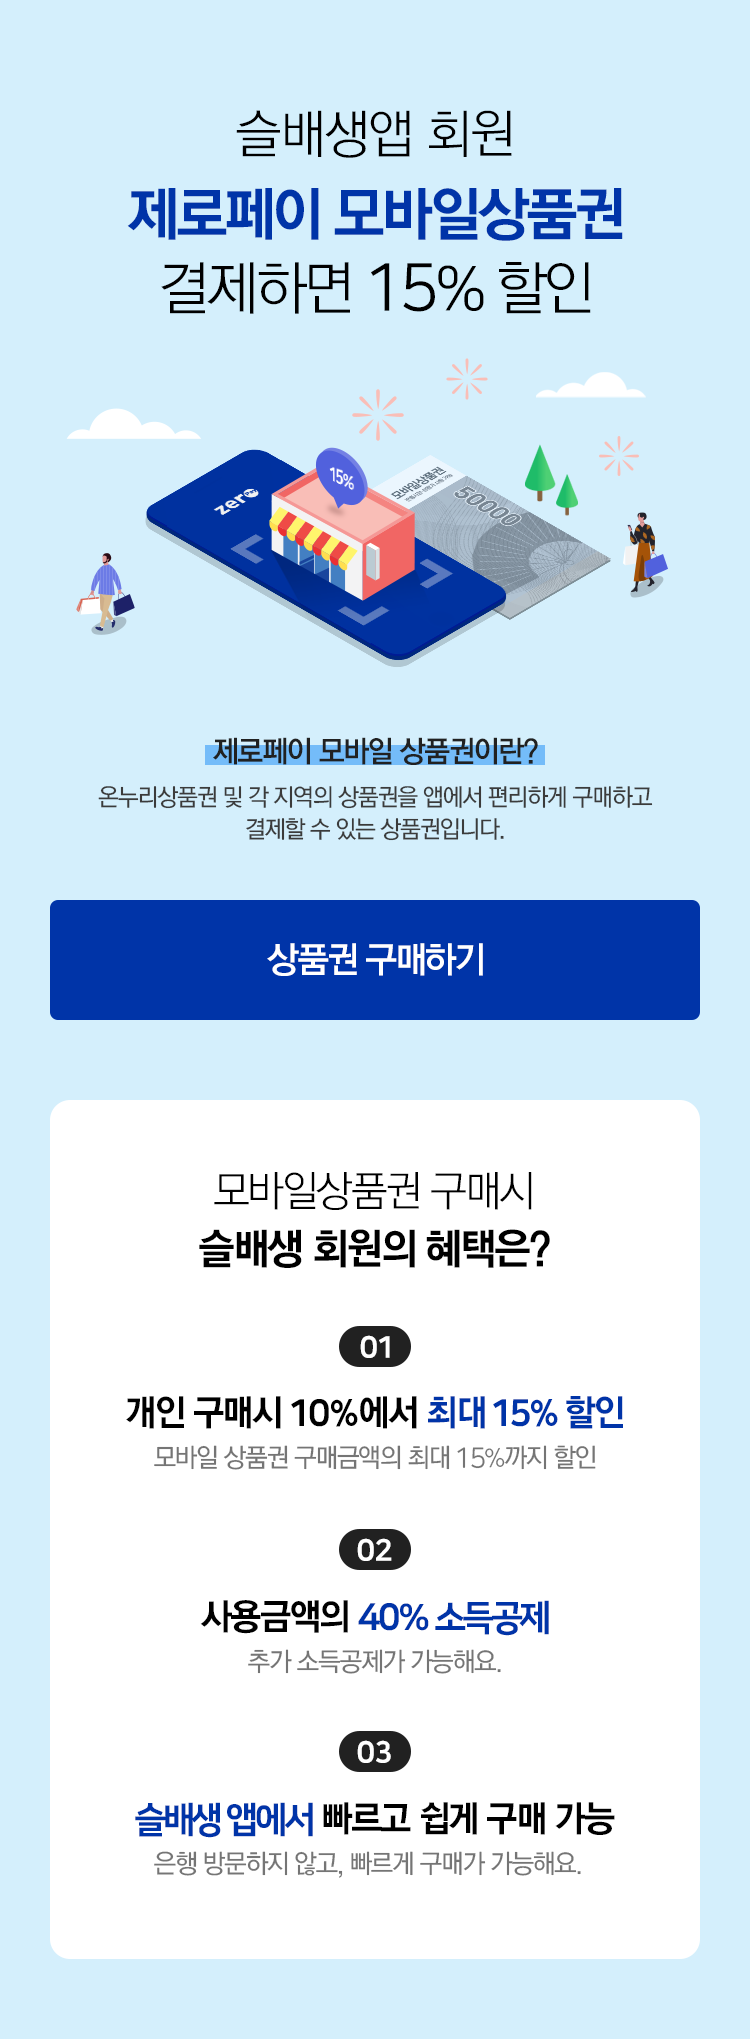 슬배생앱 회원
제로페이 모바일상품권
결제하면 15% 할인
15%
모바일상품권
50000
zero
제로페이 모바일 상품권이란?
온누리상품권 및 각 지역의 상품권을 앱에서 편리하게 구매하고
결제할 수 있는 상품권입니다.
상품권 구매하기
모바일상품권 구매시
슬배생 회원의 혜택은?
01
개인 구매시 10%에서 최대 15% 할인
모바일 상품권 구매금액의 최대 15%까지 할인
02
사용금액의 40% 소득공제
추가 소득공제가 가능해요.
03
슬배생 앱에서 빠르고 쉽게 구매 가능
은행 방문하지 않고, 빠르게 구매가 가능해요.